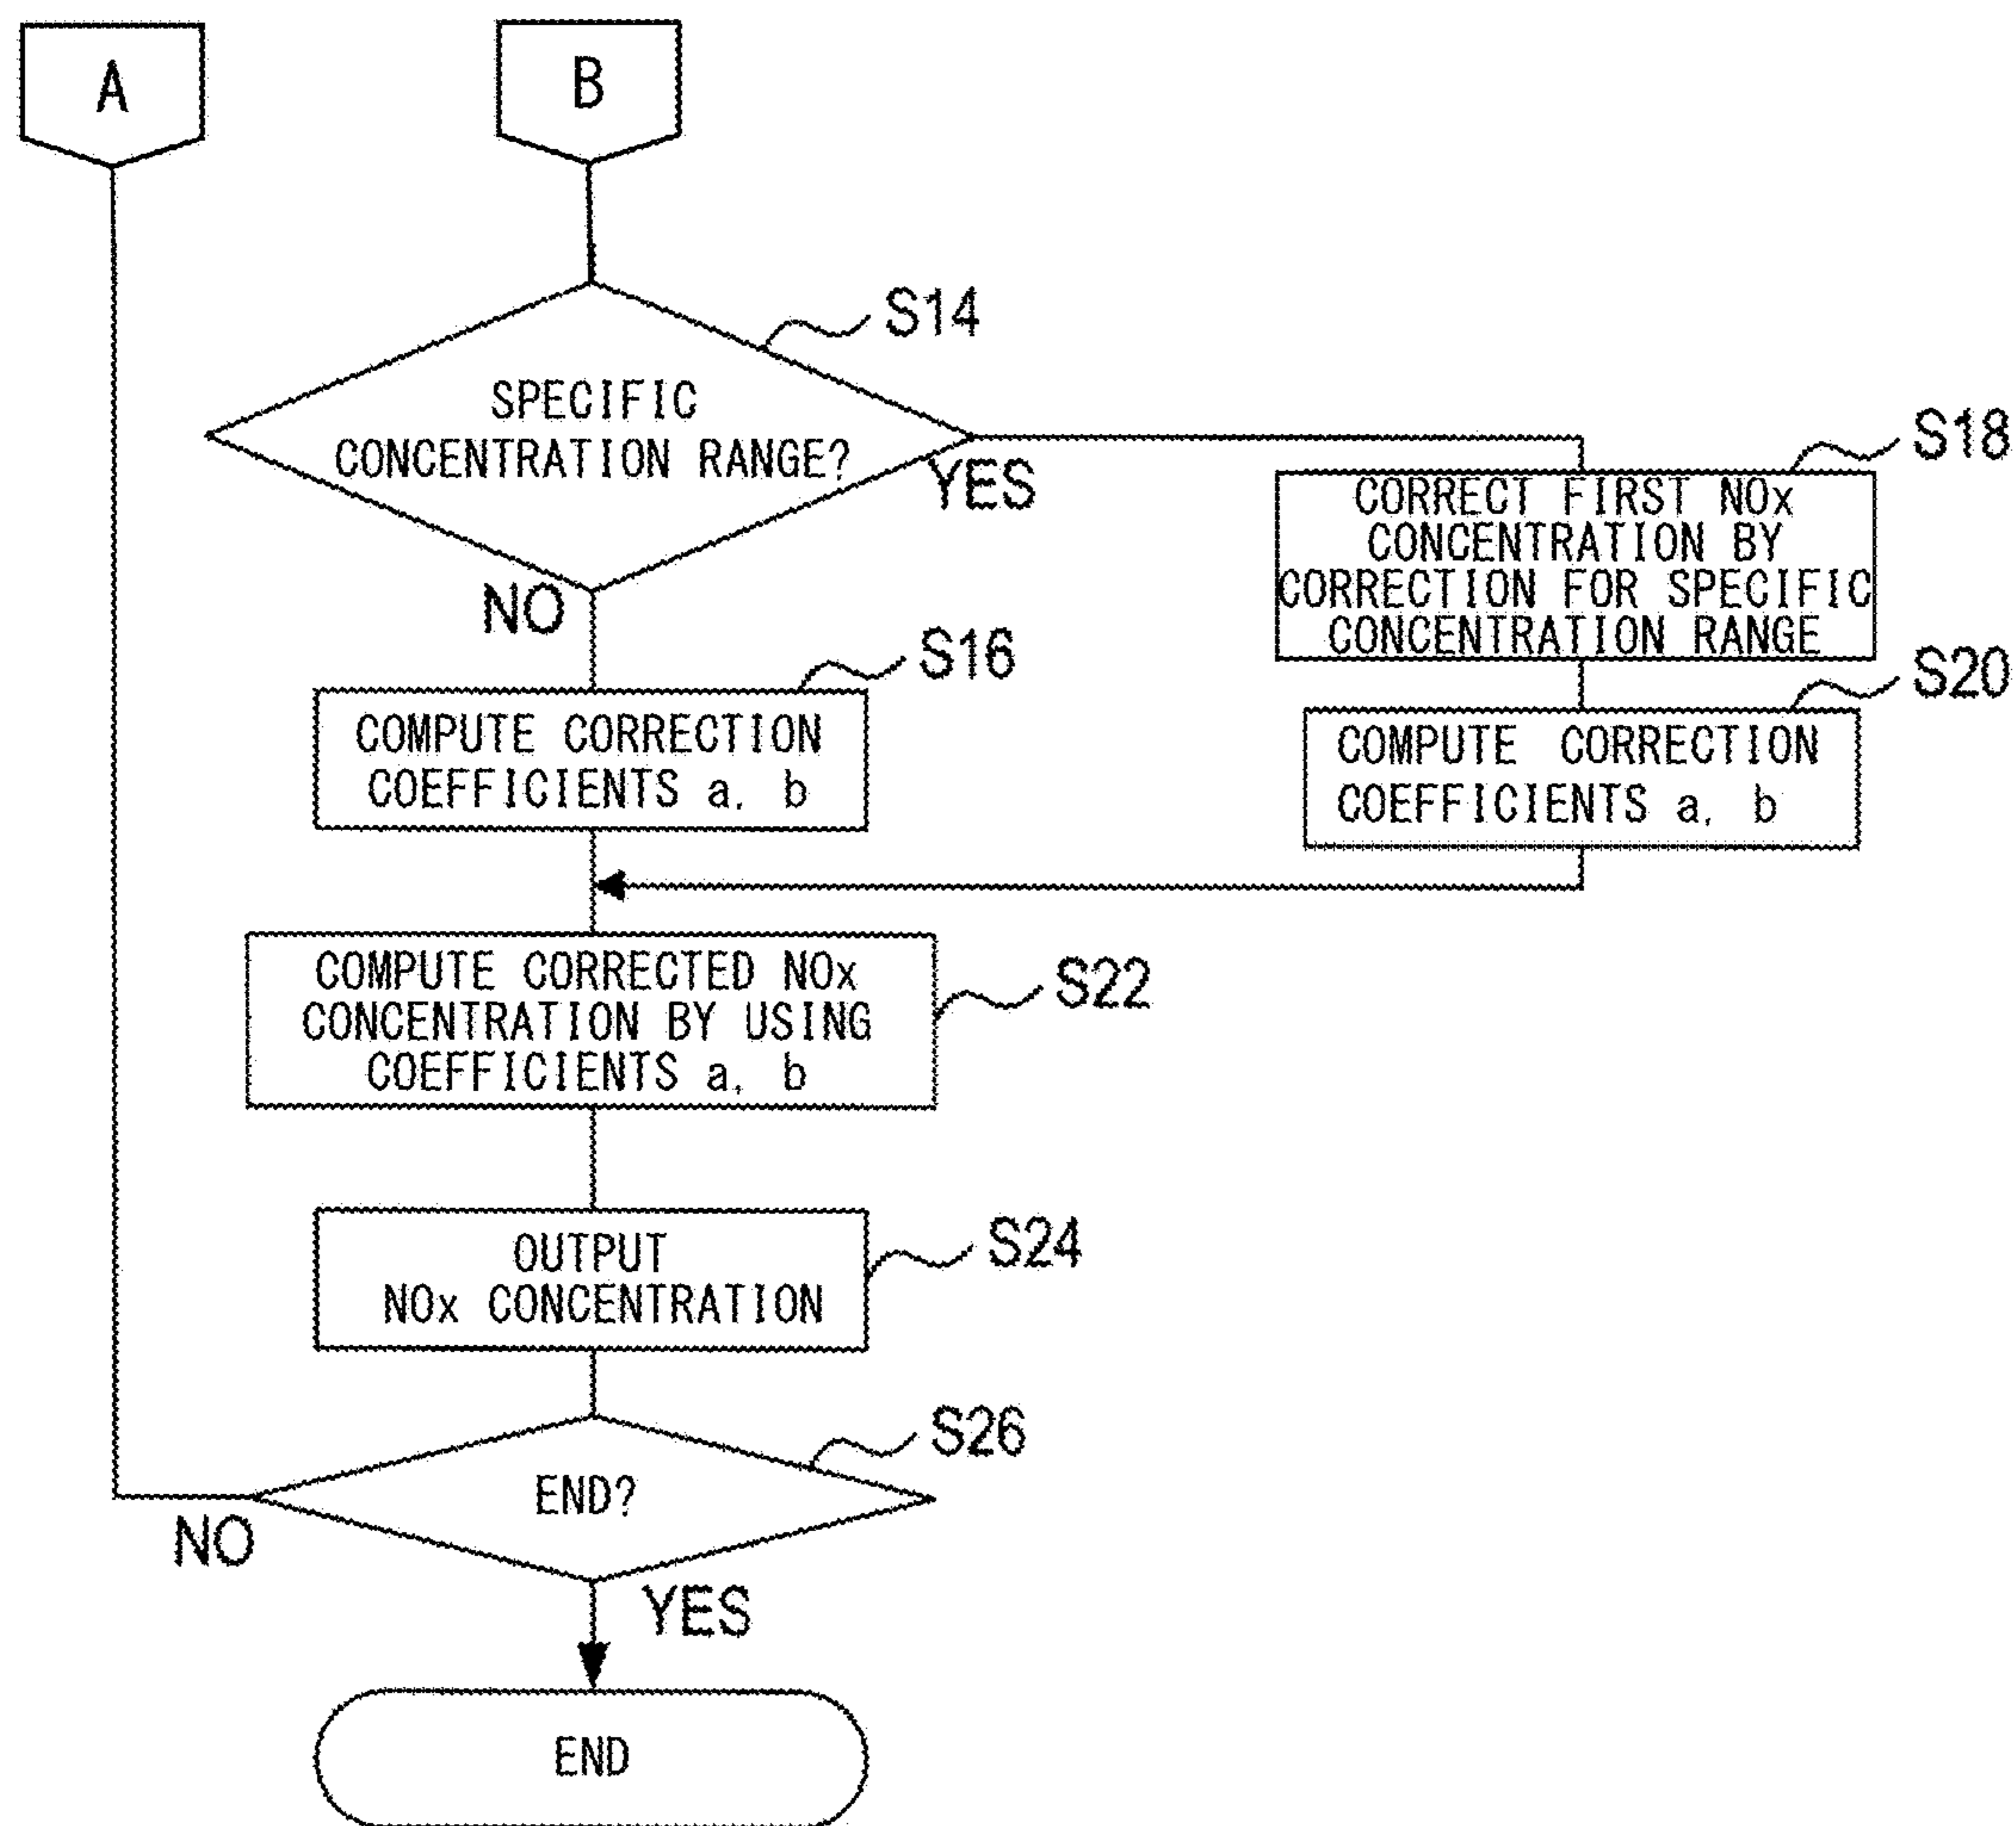 A
B
S14
SPECIFIC
CONCENTRATION RANGE?
YES
NO
S18
CORRECT FIRST NOx
CONCENTRATION BY
CORRECTION FOR SPECIFIC
CONCENTRATION RANGE
S16
COMPUTE CORRECTION
COEFFICIENTS a, b
S20
COMPUTE CORRECTION
COEFFICIENTS a, b
S22
COMPUTE CORRECTED NOx
CONCENTRATION BY USING
COEFFICIENTS a, b
S24
OUTPUT
NOx CONCENTRATION
S26
END?
NO
YES
END